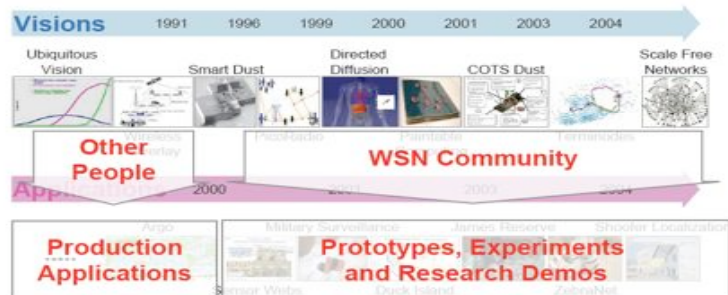 Visions 1991 1996 1999 2000 2001 2003 2004
Ubiquitous Vision
Smart Dust
Directed Diffusion
COTS Dust
Scale Free Networks
Wireless
PicoRadio
Paintable
Terminodes
Other People
WSN Community
Applications 2000 2001 2003 2004
Argo
Military Surveillance
James Reserve
Shooter Localization
Production Applications
Prototypes, Experiments and Research Demos
Sensor Webs
Duck Island
ZebraNet